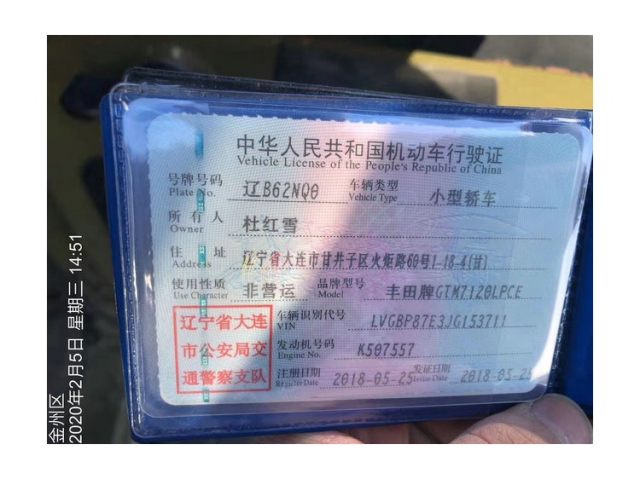 中华人民共和国机动车行驶证
Vehicle License of the People's Republic of China
号牌号码 辽B62NQ0 车辆类型 小型轿车
Plate No. Vehicle Type
所有人 杜红雪
Owner
住址 辽宁省大连市甘井子区火炬路60号1-18-4(甘)
Address
使用性质 非营运 品牌型号 丰田牌GTM7120LPCE
Use Character Model
辽宁省大连
市公安局交
通警察支队
车辆识别代号 LVGBP87E3JG153711
VIN
发动机号码 K507557
Engine No.
注册日期 2018-05-25 发证日期 2018-05-25
Register Date Issue Date
金州区
2020年2月5日 星期三 14:51